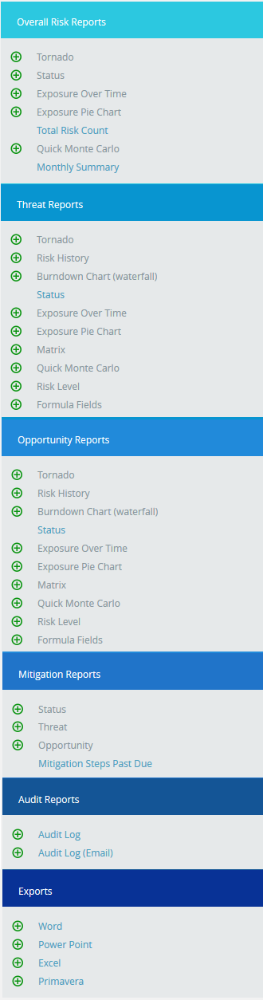 Overall Risk Reports
Tornado
Status
Exposure Over Time
Exposure Pie Chart
Total Risk Count
Quick Monte Carlo
Monthly Summary
Threat Reports
Tornado
Risk History
Burndown Chart (waterfall)
Status
Exposure Over Time
Exposure Pie Chart
Matrix
Quick Monte Carlo
Risk Level
Formula Fields
Opportunity Reports
Tornado
Risk History
Burndown Chart (waterfall)
Status
Exposure Over Time
Exposure Pie Chart
Matrix
Quick Monte Carlo
Risk Level
Formula Fields
Mitigation Reports
Status
Threat
Opportunity
Mitigation Steps Past Due
Audit Reports
Audit Log
Audit Log (Email)
Exports
Word
Power Point
Excel
Primavera